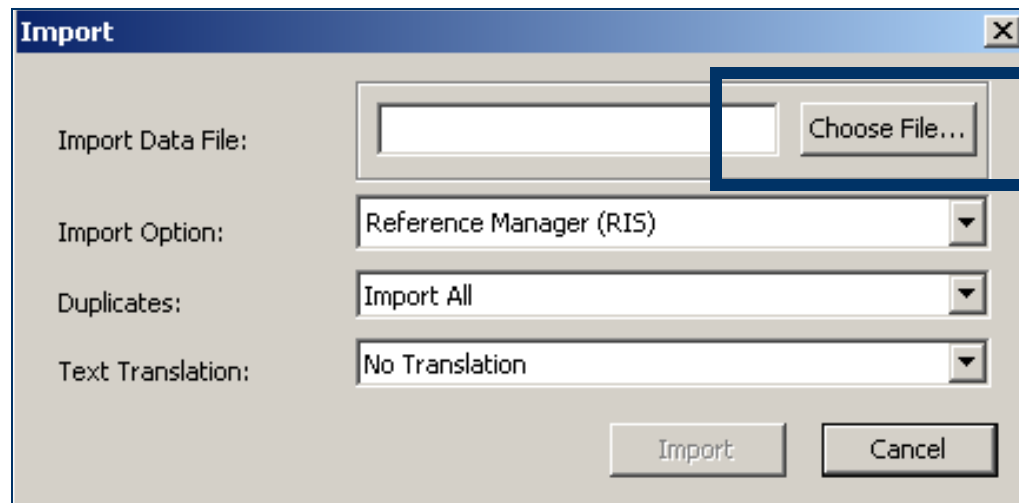 Import
Import Data File:
Choose File...
Import Option:
Reference Manager (RIS)
Duplicates:
Import All
Text Translation:
No Translation
Import
Cancel